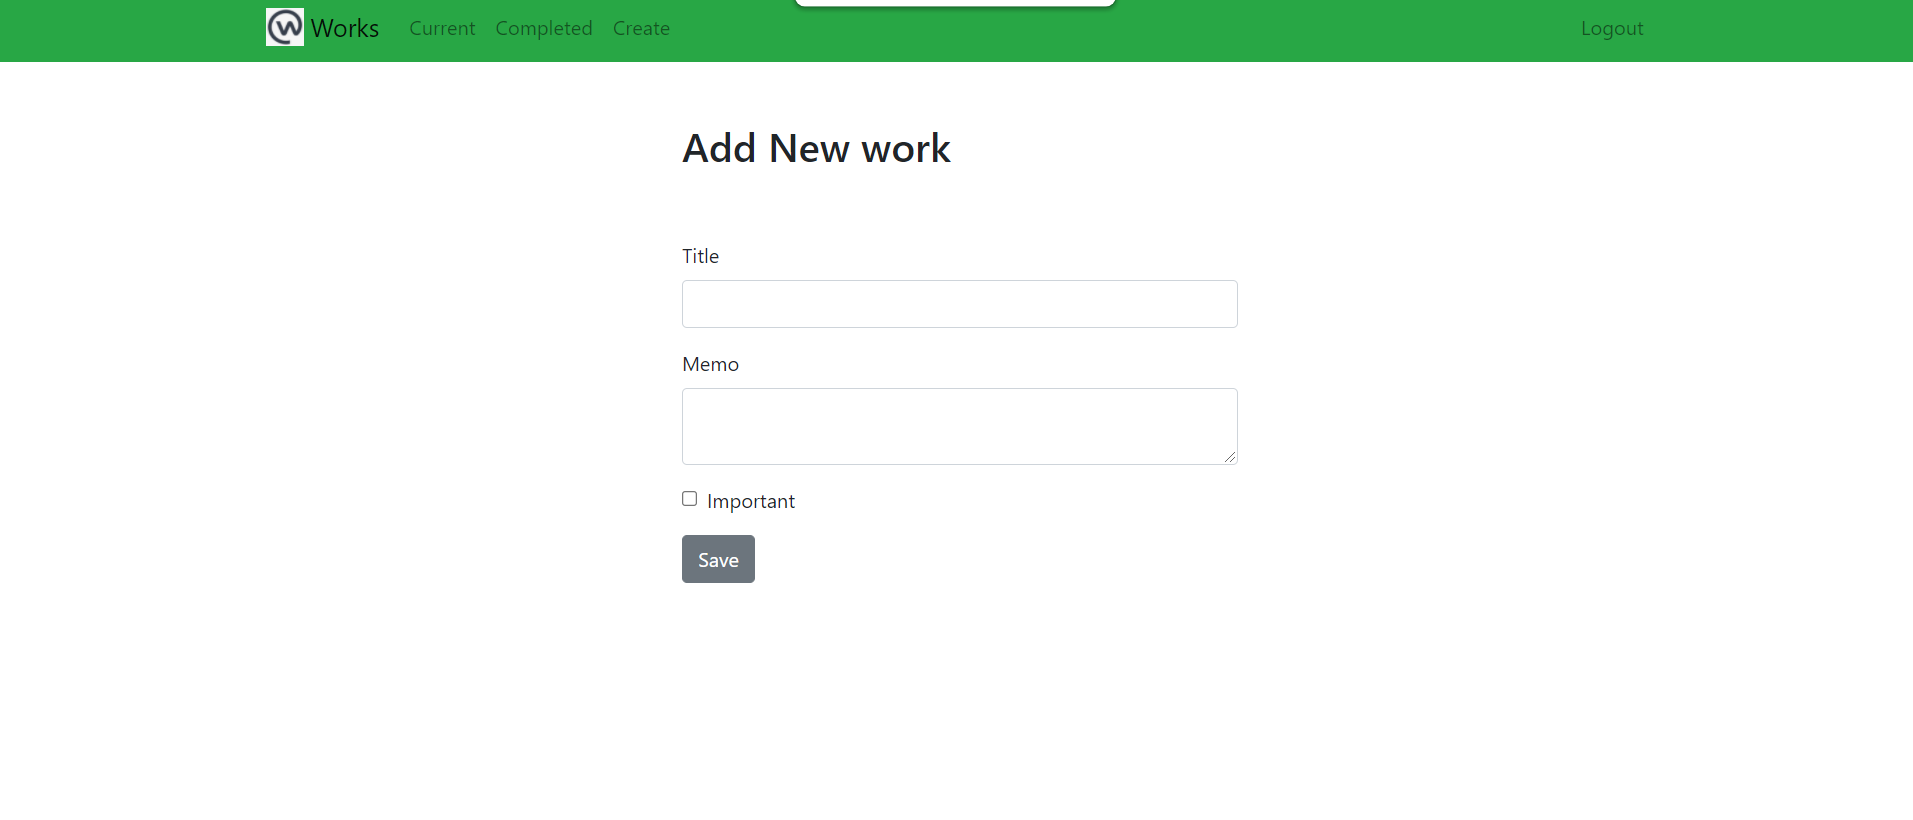 Works Current Completed Create Logout
Add New work
Title
Memo
Important
Save